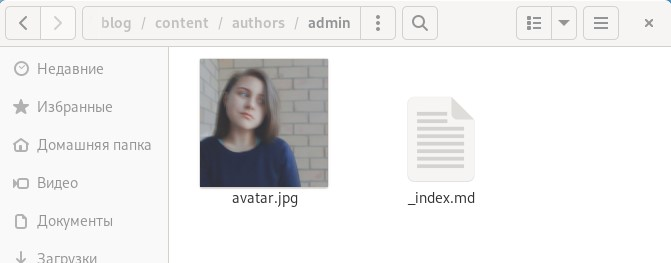 blog / content / authors / admin
Недавние
Избранные
Домашняя папка
Видео
Документы
Загрузки
avatar.jpg
_index.md